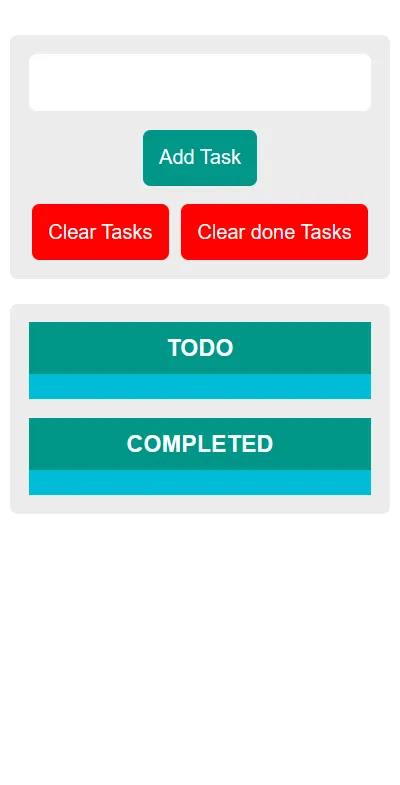 Add Task
Clear Tasks
Clear done Tasks
TODO
COMPLETED